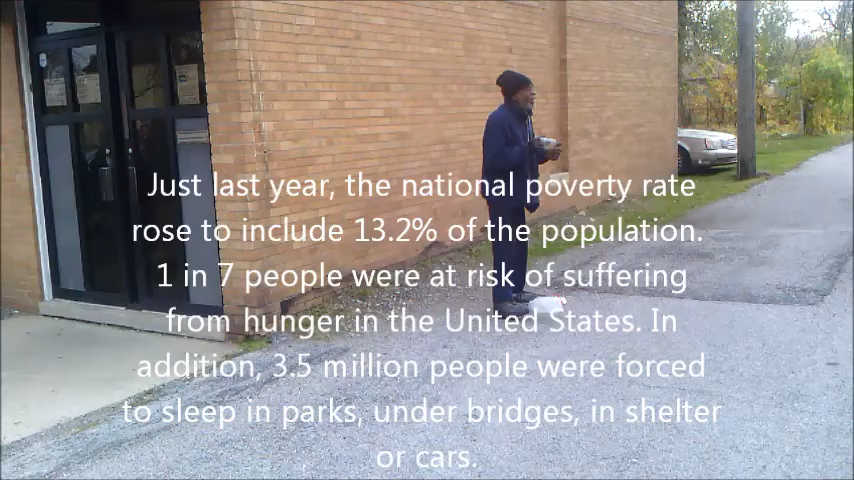 Just last year, the national poverty rate
rose to include 13.2% of the population.
1 in 7 people were at risk of suffering
from hunger in the United States. In
addition, 3.5 million people were forced
to sleep in parks, under bridges, in shelter
or cars.